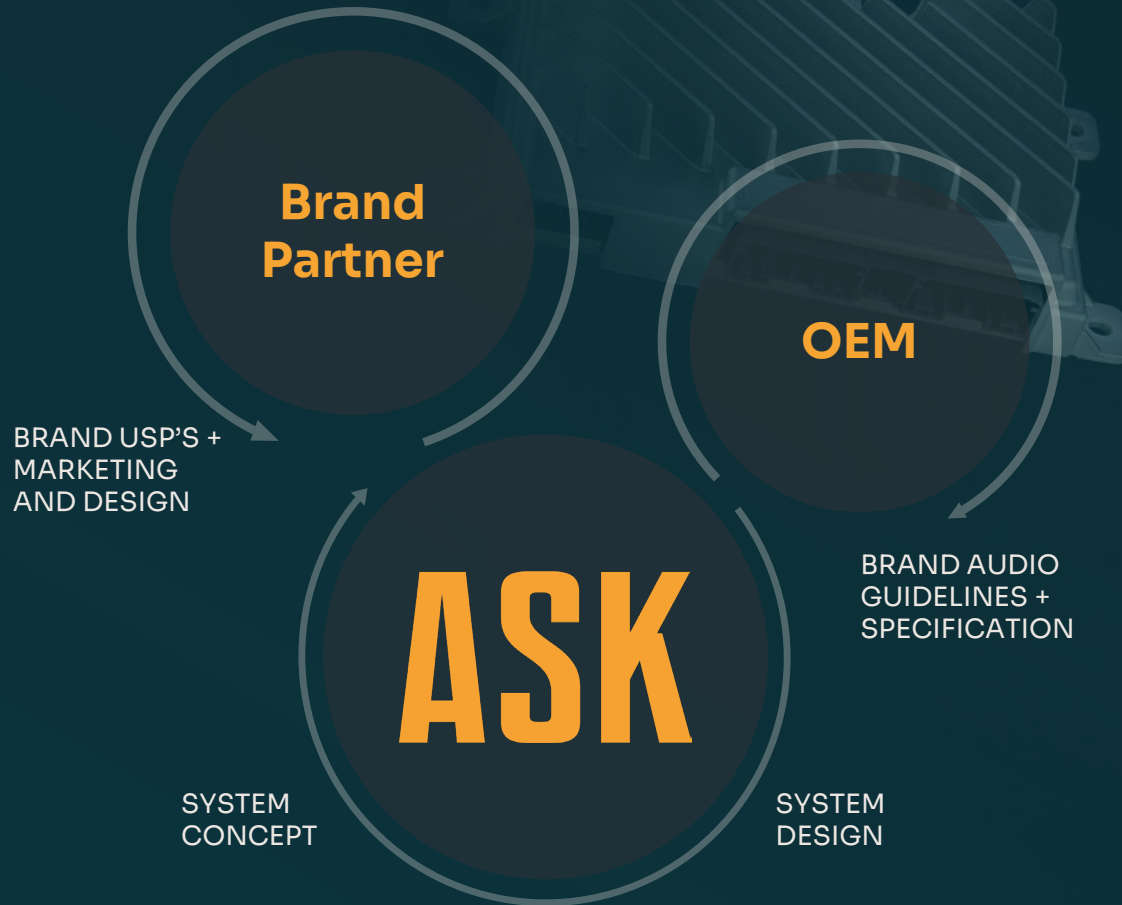 Brand
Partner
OEM
BRAND USP’S +
MARKETING
AND DESIGN
ASK
BRAND AUDIO
GUIDELINES +
SPECIFICATION
SYSTEM
CONCEPT
SYSTEM
DESIGN